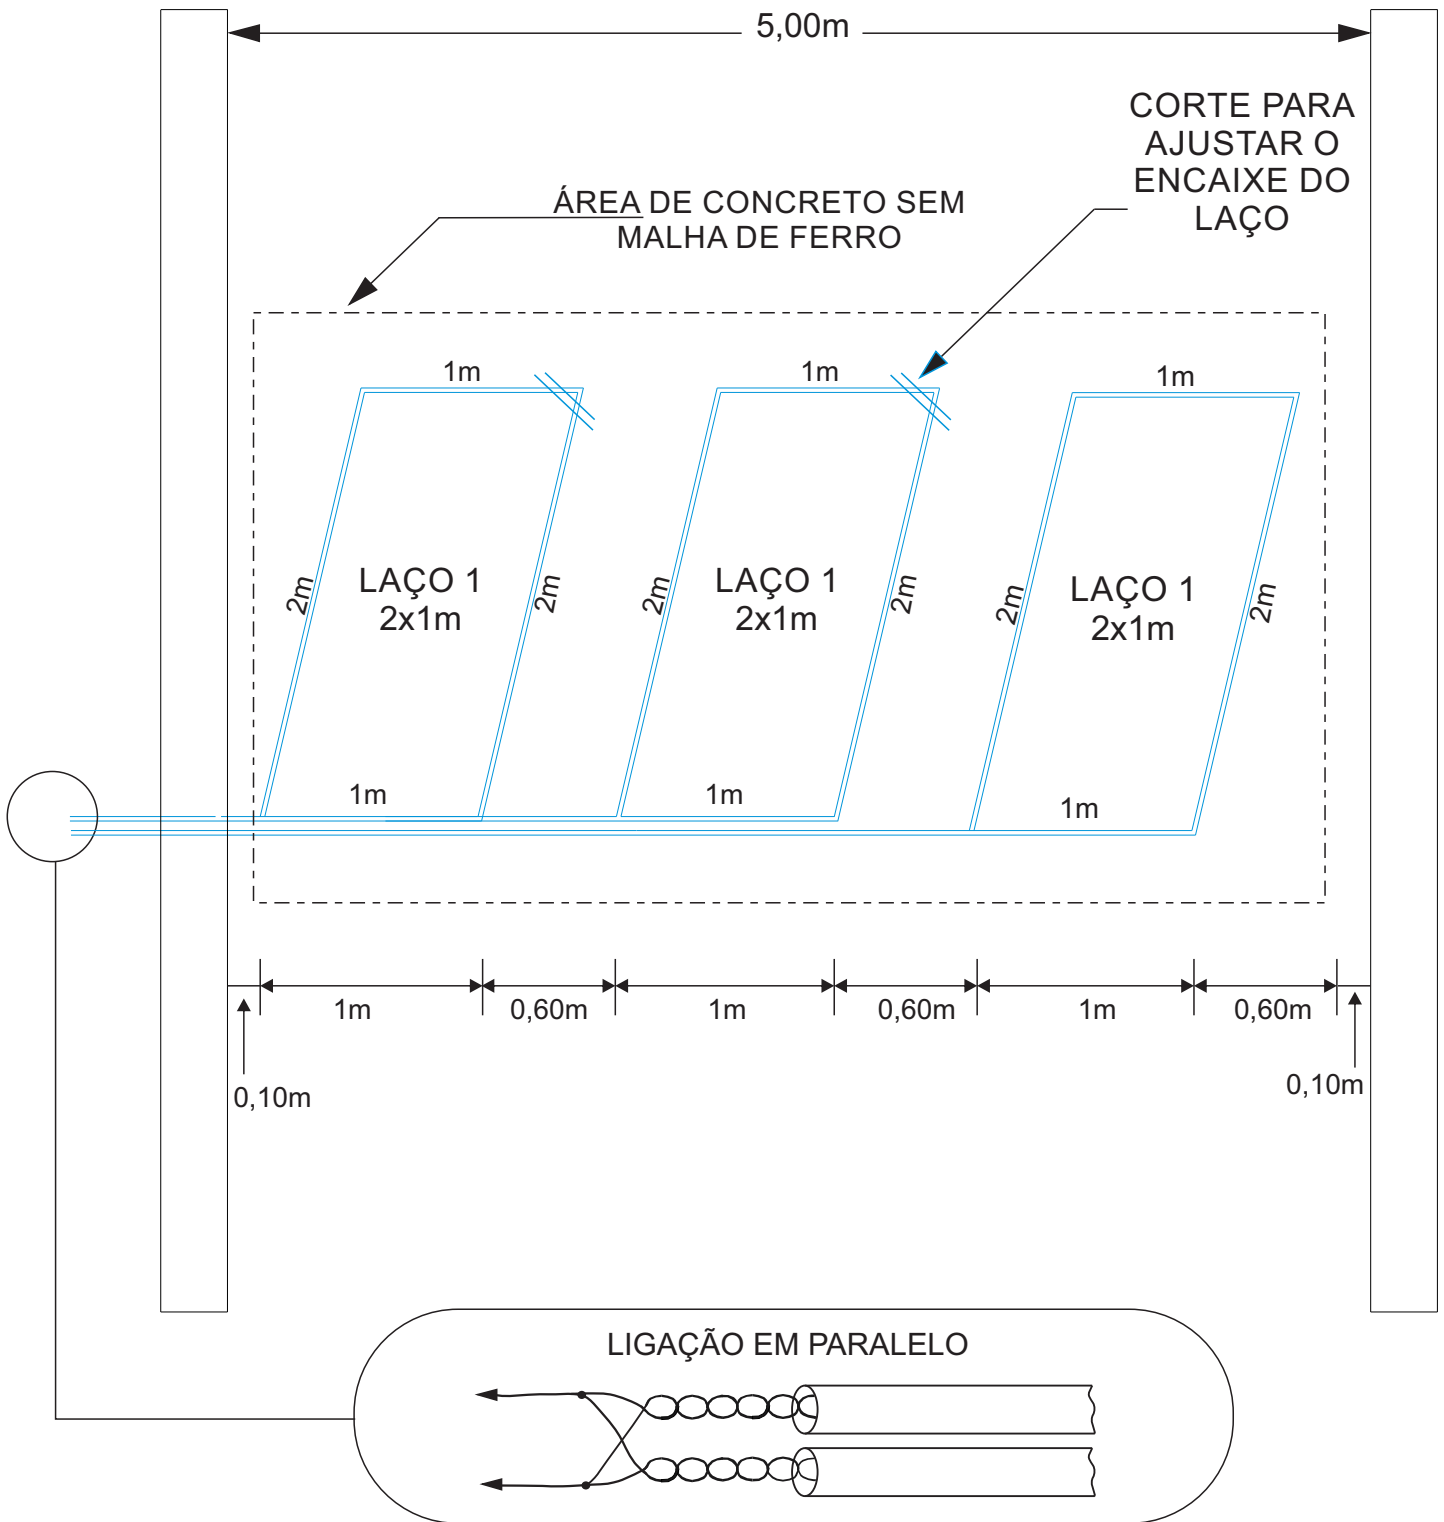 5,00m
CORTE PARA
AJUSTAR O
ENCAIXE DO
LAÇO
ÁREA DE CONCRETO SEM
MALHA DE FERRO
1m
1m
1m
2m
LAÇO 1
2x1m
2m
2m
LAÇO 1
2x1m
2m
2m
LAÇO 1
2x1m
2m
1m
1m
1m
1m
0,60m
1m
0,60m
1m
0,60m
0,10m
0,10m
LIGAÇÃO EM PARALELO